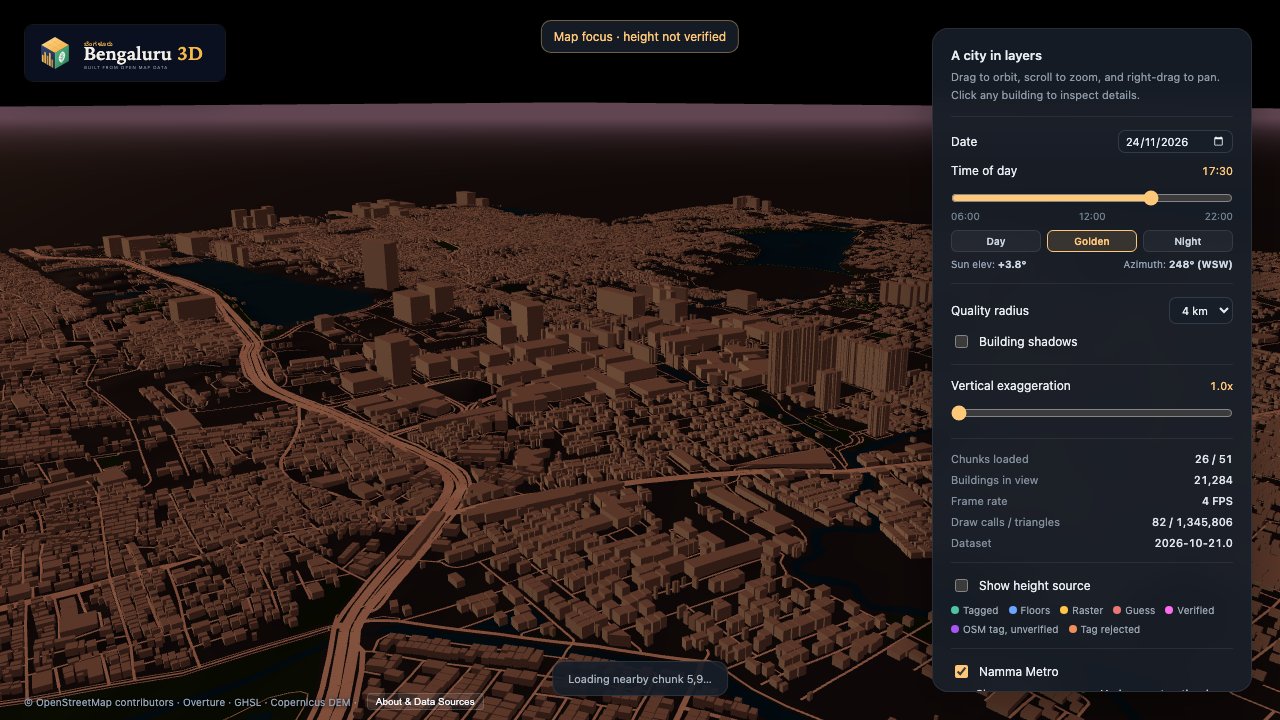 ಬೆಂಗಳೂರು
Bengaluru 3D
BUILT FROM OPEN MAP DATA
Map focus · height not verified
A city in layers
Drag to orbit, scroll to zoom, and right-drag to pan.
Click any building to inspect details.
Date 24/11/2026
Time of day 17:30
06:00 12:00 22:00
Day Golden Night
Sun elev: +3.8° Azimuth: 248° (WSW)
Quality radius 4 km
Building shadows
Vertical exaggeration 1.0x
Chunks loaded 26 / 51
Buildings in view 21,284
Frame rate 4 FPS
Draw calls / triangles 82 / 1,345,806
Dataset 2026-10-21.0
Show height source
Tagged Floors Raster Guess Verified
OSM tag, unverified Tag rejected
Namma Metro
Loading nearby chunk 5,9...
© OpenStreetMap contributors · Overture · GHSL · Copernicus DEM · About & Data Sources